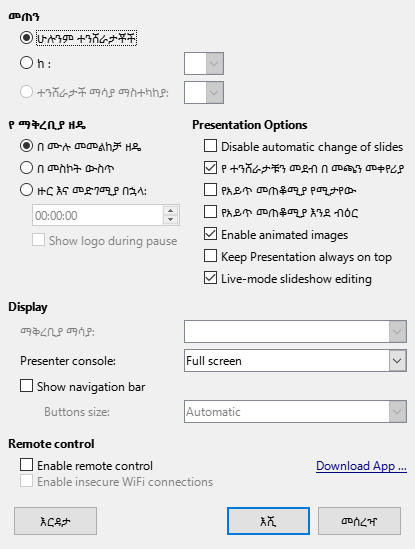 መጠን
ሁሉንም ተንሸራታቾች
ከ :
ተንሸራታች ማሳያ ማስተካከያ:
የ ማቅረቢያ ዘዴ
በ ሙሉ መመልከቻ ዘዴ
በ መስኮት ውስጥ
ዙር እና መድገሚያ በኋላ:
00:00:00
Show logo during pause
Presentation Options
Disable automatic change of slides
የ ተንሸራታቹን መደብ በ መጫን መቀየሪያ
የአይጥ መጠቆሚያ የሚታየው
የአይጥ መጠቆሚያ እንደ ብዕር
Enable animated images
Keep Presentation always on top
Live-mode slideshow editing
Display
ማቅረቢያ ማሳያ:
Presenter console: Full screen
Show navigation bar
Buttons size: Automatic
Remote control
Enable remote control Download App ...
Enable insecure WiFi connections
እርዳታ እሺ መሰረዣ